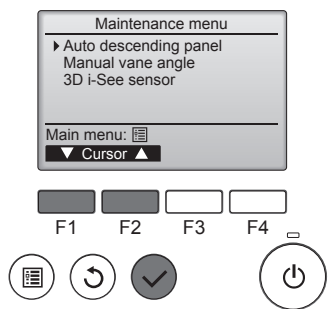 Maintenance menu
Auto descending panel
Manual vane angle
3D i-See sensor
Main menu:
▼ Cursor ▲
F1 F2 F3 F4